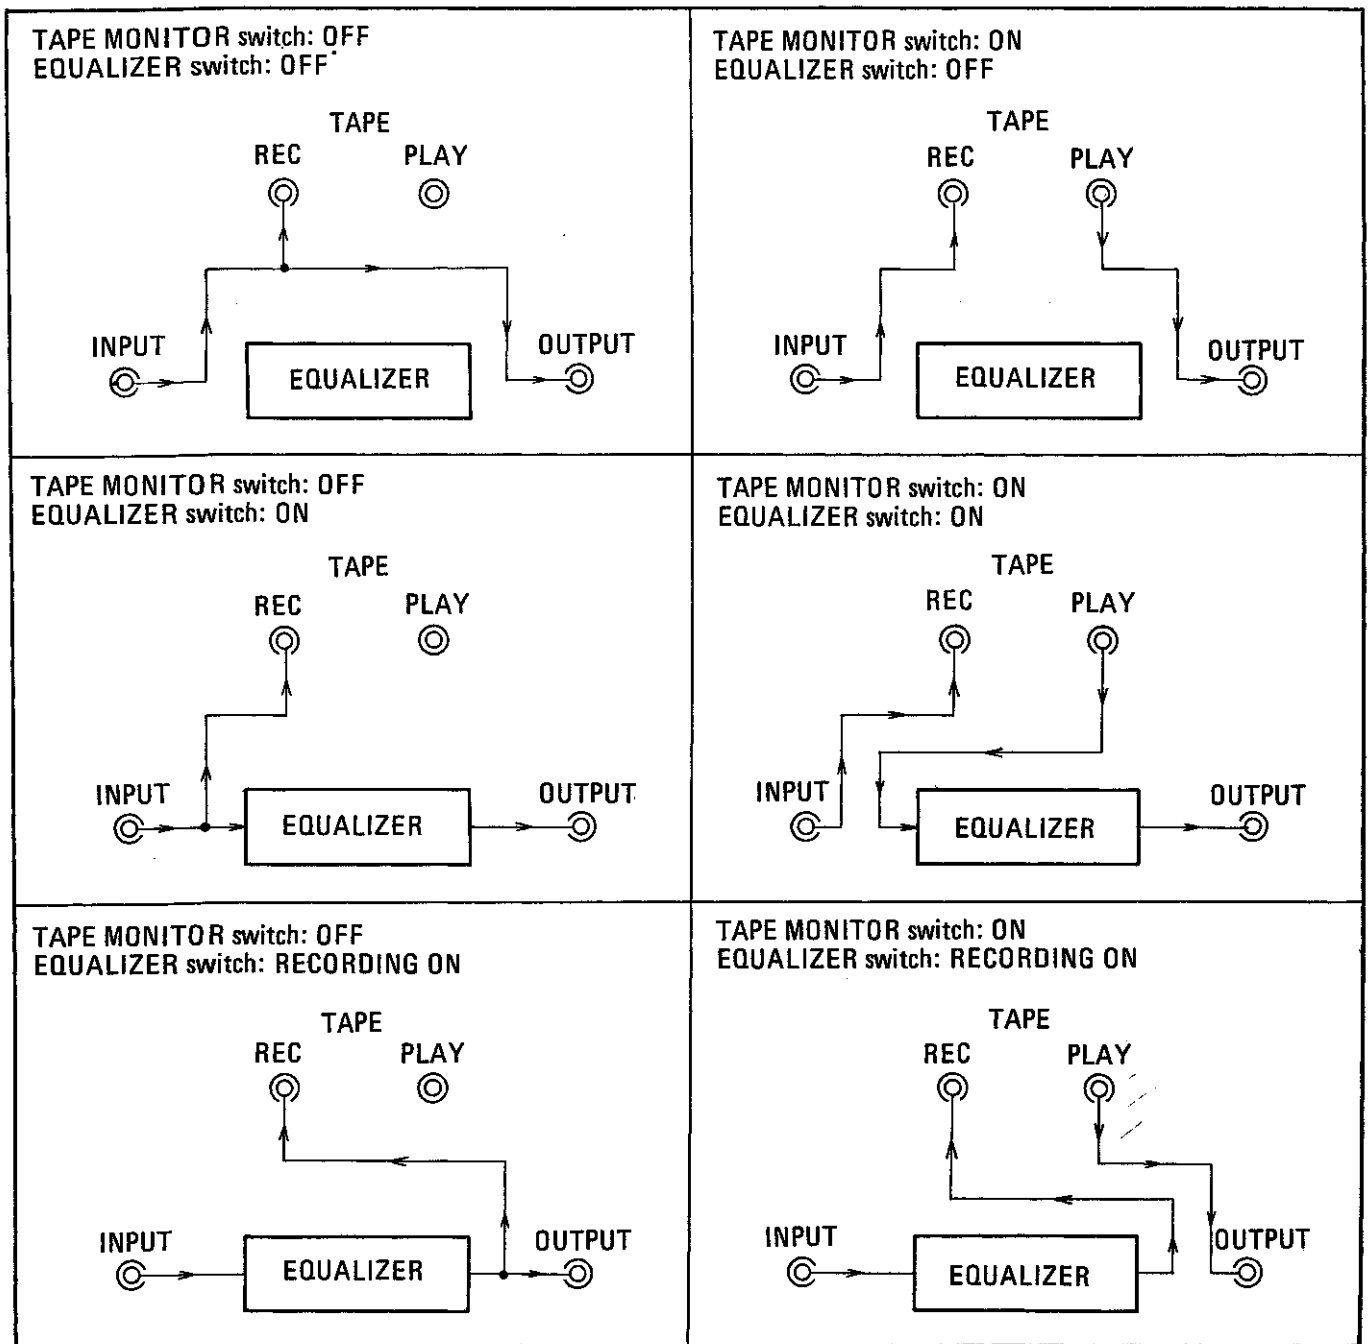 TAPE MONITOR switch: OFF
EQUALIZER switch: OFF
TAPE
REC PLAY
INPUT
OUTPUT
EQUALIZER
TAPE MONITOR switch: ON
EQUALIZER switch: OFF
TAPE
REC PLAY
INPUT
OUTPUT
EQUALIZER
TAPE MONITOR switch: OFF
EQUALIZER switch: ON
TAPE
REC PLAY
INPUT OUTPUT
EQUALIZER
TAPE MONITOR switch: ON
EQUALIZER switch: ON
TAPE
REC PLAY
INPUT OUTPUT
EQUALIZER
TAPE MONITOR switch: OFF
EQUALIZER switch: RECORDING ON
TAPE
REC PLAY
INPUT OUTPUT
EQUALIZER
TAPE MONITOR switch: ON
EQUALIZER switch: RECORDING ON
TAPE
REC PLAY
INPUT OUTPUT
EQUALIZER